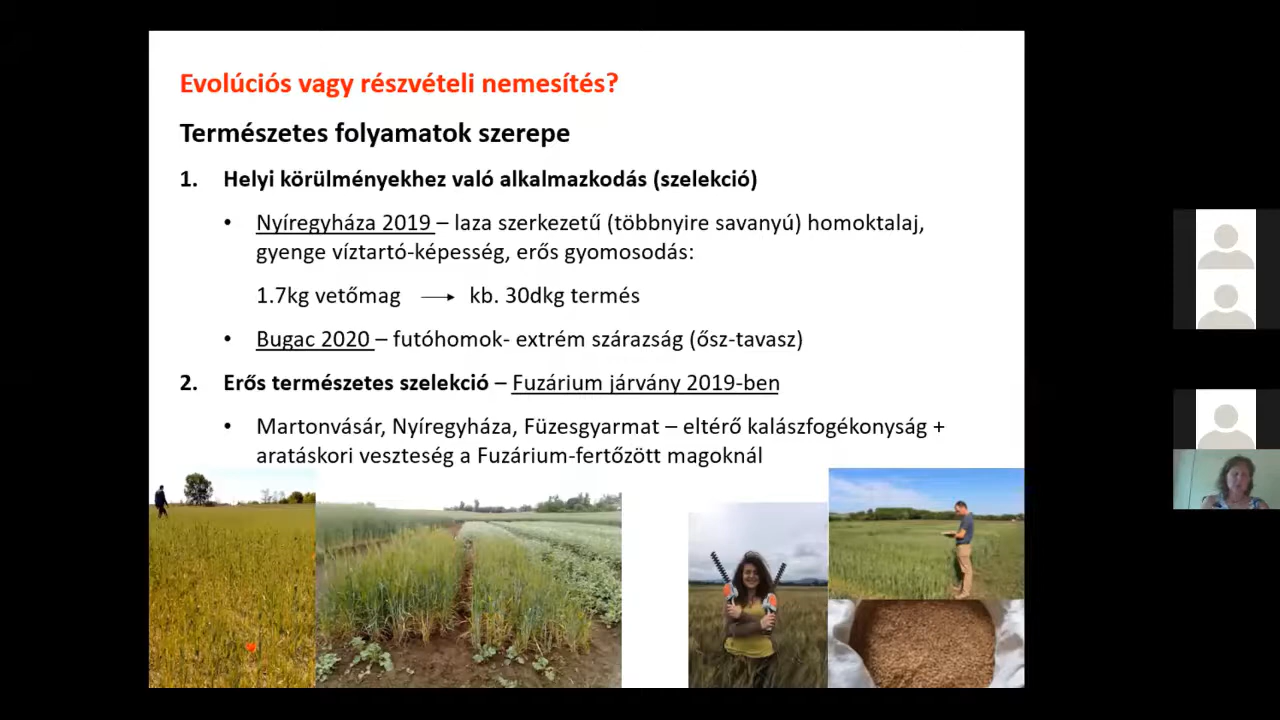 Evolúciós vagy részvételi nemesítés?
Természetes folyamatok szerepe
1. Helyi körülményekhez való alkalmazkodás (szelekció)
• Nyíregyháza 2019 – laza szerkezetű (többnyire savanyú) homoktalaj,
gyenge víztartó-képesség, erős gyomosodás:
1.7kg vetőmag → kb. 30dkg termés
• Bugac 2020 – futóhomok- extrém szárazság (ősz-tavasz)
2. Erős természetes szelekció – Fuzárium járvány 2019-ben
• Martonvásár, Nyíregyháza, Füzesgyarmat – eltérő kalászfogékonyság +
aratáskori veszteség a Fuzárium-fertőzött magoknál